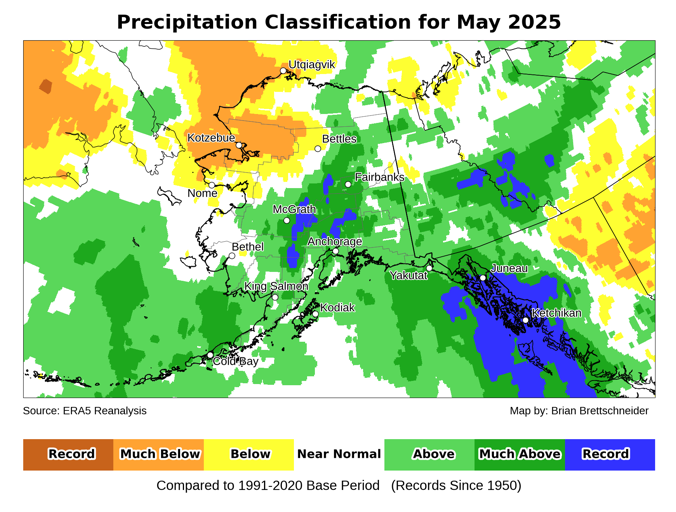 Precipitation Classification for May 2025
Utqiaġvik
Kotzebue
Bettles
Fairbanks
Nome
McGrath
Anchorage
Bethel
Juneau
Yakutat
King Salmon
Kodiak
Ketchikan
Cold Bay
Source: ERA5 Reanalysis
Map by: Brian Brettschneider
Record Much Below Below Near Normal Above Much Above Record
Compared to 1991-2020 Base Period (Records Since 1950)